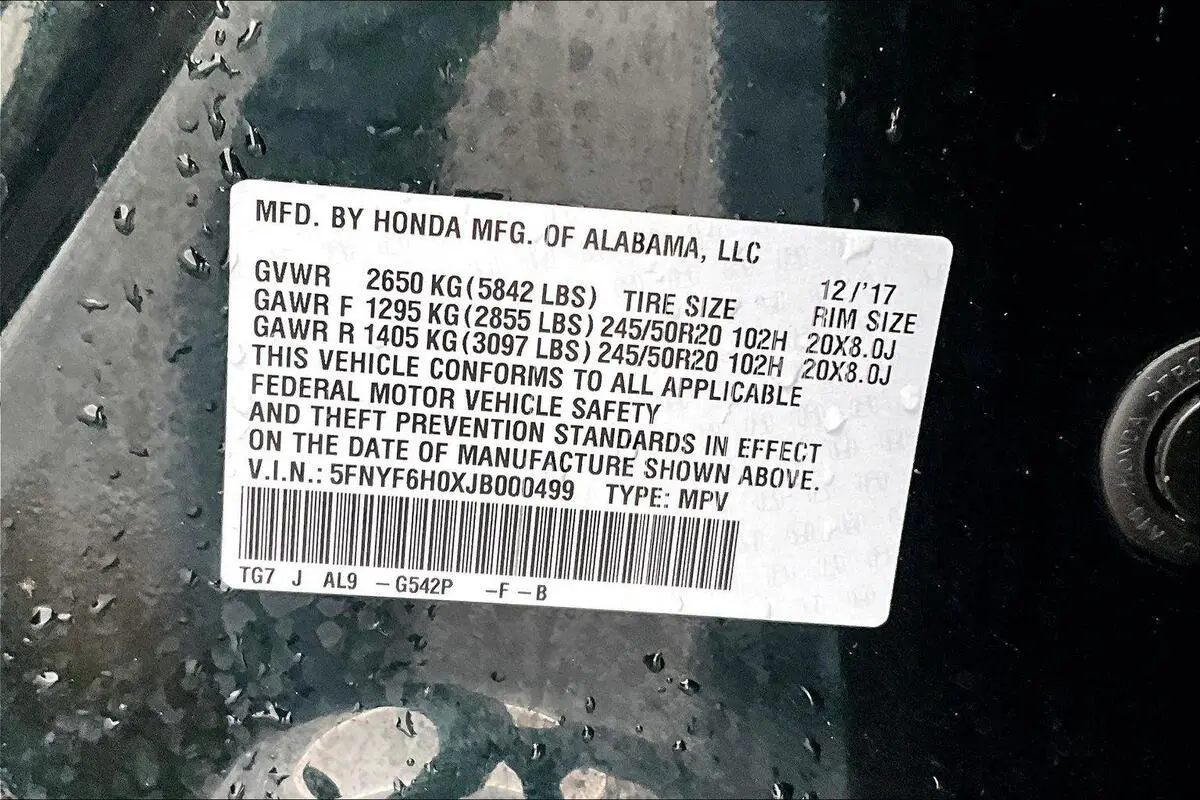 MFD. BY HONDA MFG. OF ALABAMA, LLC
12/'17
GVWR 2650 KG(5842 LBS) TIRE SIZE RIM SIZE
GAWR F 1295 KG(2855 LBS) 245/50R20 102H 20X8.0J
GAWR R 1405 KG(3097 LBS) 245/50R20 102H 20X8.0J
THIS VEHICLE CONFORMS TO ALL APPLICABLE
FEDERAL MOTOR VEHICLE SAFETY
AND THEFT PREVENTION STANDARDS IN EFFECT
ON THE DATE OF MANUFACTURE SHOWN ABOVE.
V.I.N.: 5FNYF6H0XJB000499 TYPE: MPV
TG7 J AL9 -G542P -F -B
HONDA